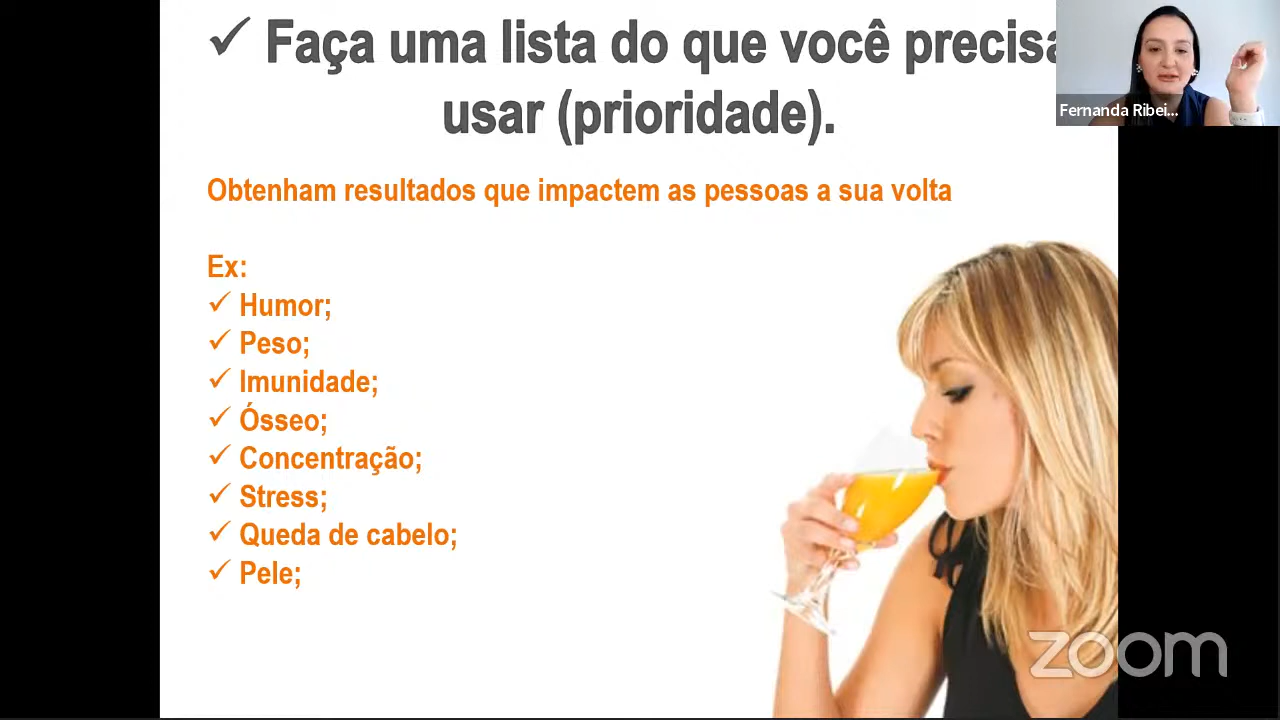 ✓ Faça uma lista do que você precisa
usar (prioridade).
Fernanda Ribei...
Obtenham resultados que impactem as pessoas a sua volta
Ex:
✓ Humor;
✓ Peso;
✓ Imunidade;
✓ Ósseo;
✓ Concentração;
✓ Stress;
✓ Queda de cabelo;
✓ Pele;
zoom